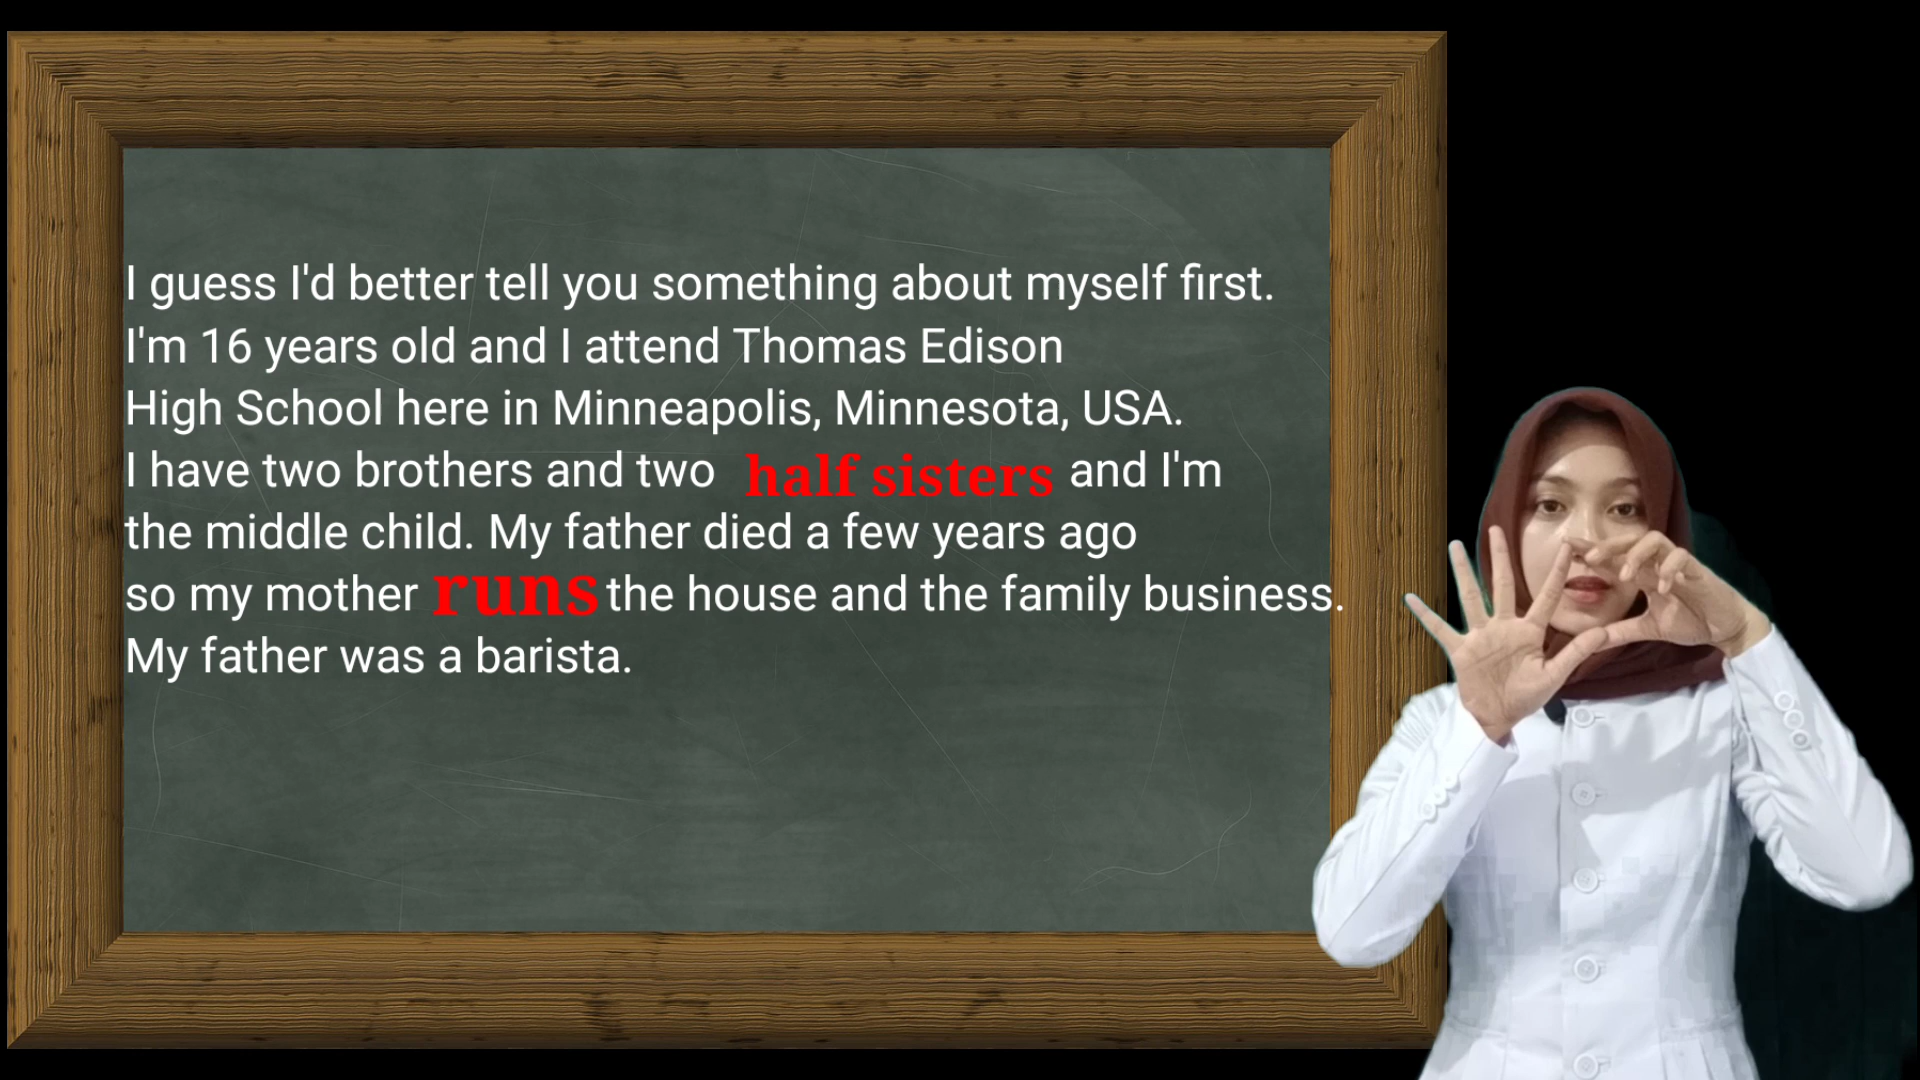 I guess I'd better tell you something about myself first.
I'm 16 years old and I attend Thomas Edison
High School here in Minneapolis, Minnesota, USA.
I have two brothers and two half sisters and I'm
the middle child. My father died a few years ago
so my mother runs the house and the family business.
My father was a barista.